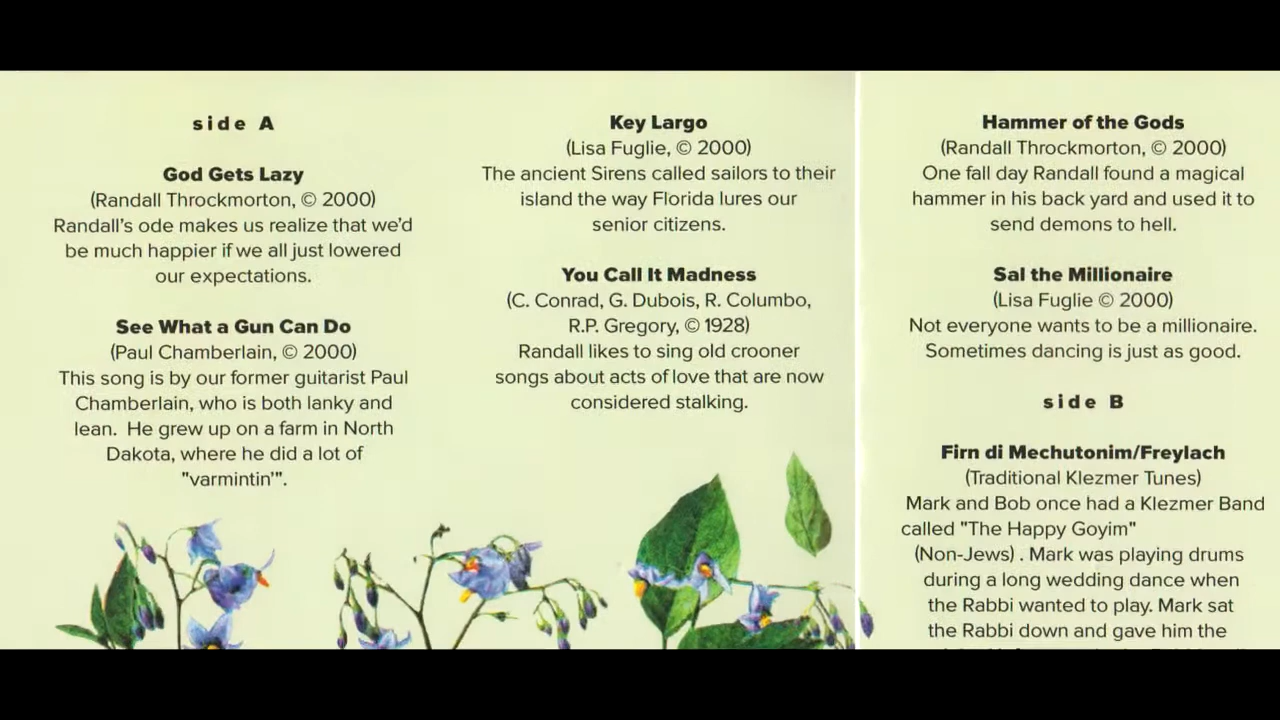 side A
God Gets Lazy
(Randall Throckmorton, © 2000)
Randall's ode makes us realize that we'd
be much happier if we all just lowered
our expectations.
See What a Gun Can Do
(Paul Chamberlain, © 2000)
This song is by our former guitarist Paul
Chamberlain, who is both lanky and
lean.  He grew up on a farm in North
Dakota, where he did a lot of
"varmintin'".
Key Largo
(Lisa Fuglie, © 2000)
The ancient Sirens called sailors to their
island the way Florida lures our
senior citizens.
You Call It Madness
(C. Conrad, G. Dubois, R. Columbo,
R.P. Gregory, © 1928)
Randall likes to sing old crooner
songs about acts of love that are now
considered stalking.
Hammer of the Gods
(Randall Throckmorton, © 2000)
One fall day Randall found a magical
hammer in his back yard and used it to
send demons to hell.
Sal the Millionaire
(Lisa Fuglie © 2000)
Not everyone wants to be a millionaire.
Sometimes dancing is just as good.
side B
Firn di Mechutonim/Freylach
(Traditional Klezmer Tunes)
Mark and Bob once had a Klezmer Band
called "The Happy Goyim"
(Non-Jews) . Mark was playing drums
during a long wedding dance when
the Rabbi wanted to play. Mark sat
the Rabbi down and gave him the